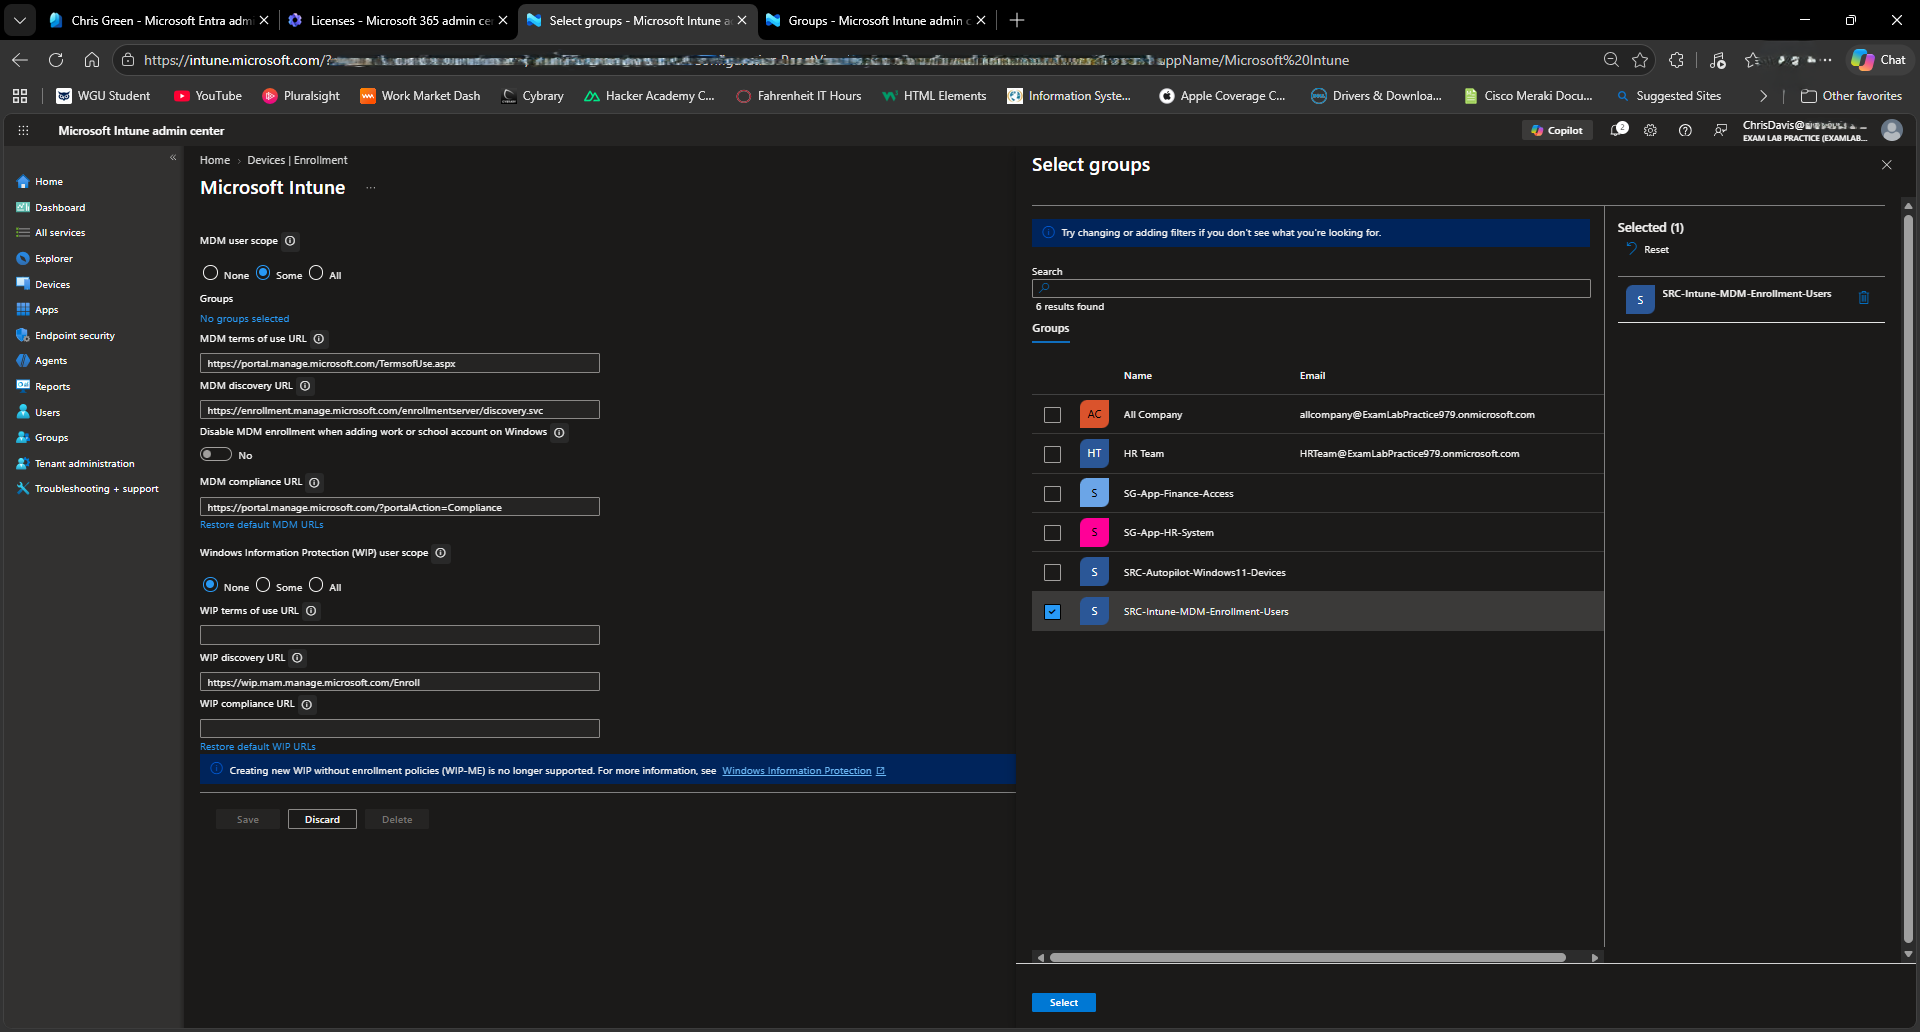 Chris Green - Microsoft Entra adm
Licenses - Microsoft 365 admin ce
Select groups - Microsoft Intune a
Groups - Microsoft Intune admin c
https://intune.microsoft.com/?
appName/Microsoft%20Intune
Chat
WGU Student
YouTube
Pluralsight
Work Market Dash
Cybrary
Hacker Academy C...
Fahrenheit IT Hours
HTML Elements
Information Syste...
Apple Coverage C...
Drivers & Downloa...
Cisco Meraki Docu...
Suggested Sites
Other favorites
Microsoft Intune admin center
Copilot
2
ChrisDavis@
EXAM LAB PRACTICE (EXAMLAB...
Home
Dashboard
All services
Explorer
Devices
Apps
Endpoint security
Agents
Reports
Users
Groups
Tenant administration
Troubleshooting + support
Home > Devices | Enrollment
Microsoft Intune ...
MDM user scope
None Some All
Groups
No groups selected
MDM terms of use URL
https://portal.manage.microsoft.com/TermsofUse.aspx
MDM discovery URL
https://enrollment.manage.microsoft.com/enrollmentserver/discovery.svc
Disable MDM enrollment when adding work or school account on Windows
No
MDM compliance URL
https://portal.manage.microsoft.com/?portalAction=Compliance
Restore default MDM URLs
Windows Information Protection (WIP) user scope
None Some All
WIP terms of use URL
WIP discovery URL
https://wip.mam.manage.microsoft.com/Enroll
WIP compliance URL
Restore default WIP URLs
Creating new WIP without enrollment policies (WIP-ME) is no longer supported. For more information, see Windows Information Protection
Save Discard Delete
Select groups
Try changing or adding filters if you don't see what you're looking for.
Search
6 results found
Groups
Name Email
AC All Company allcompany@ExamLabPractice979.onmicrosoft.com
HT HR Team HRTeam@ExamLabPractice979.onmicrosoft.com
S SG-App-Finance-Access
S SG-App-HR-System
S SRC-Autopilot-Windows11-Devices
S SRC-Intune-MDM-Enrollment-Users
Select
Selected (1)
Reset
S SRC-Intune-MDM-Enrollment-Users